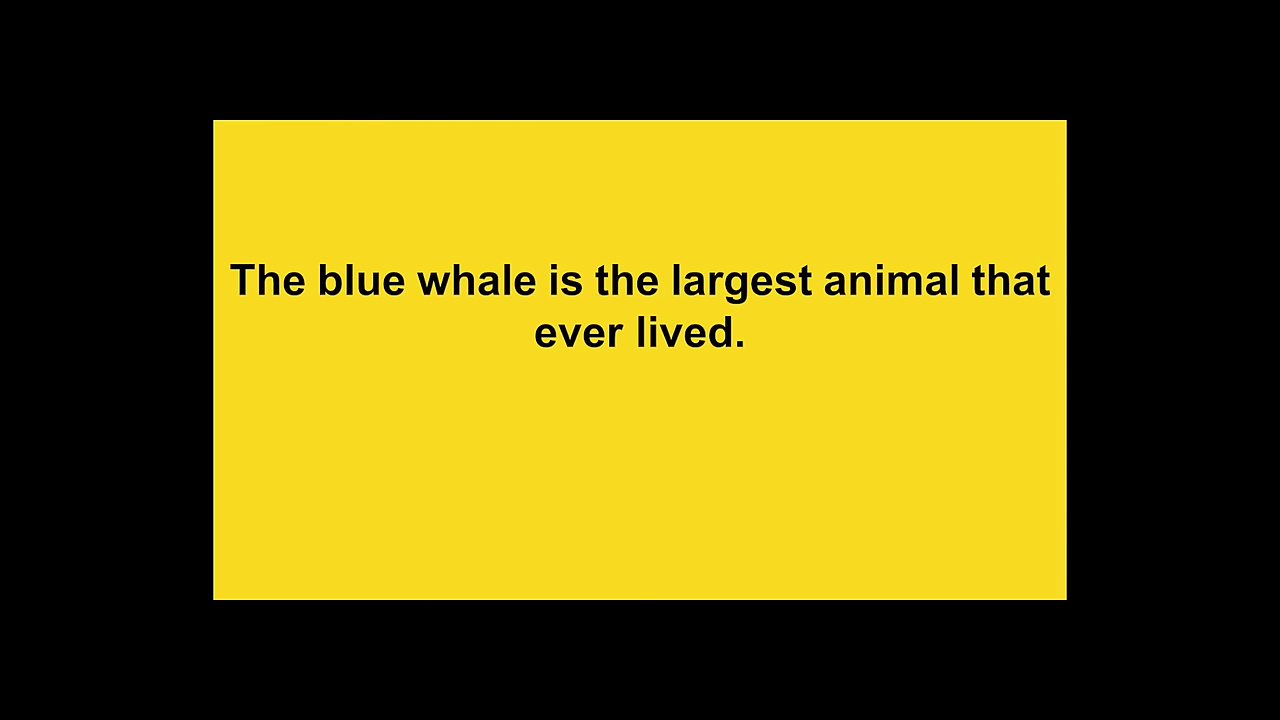 The blue whale is the largest animal that
ever lived.